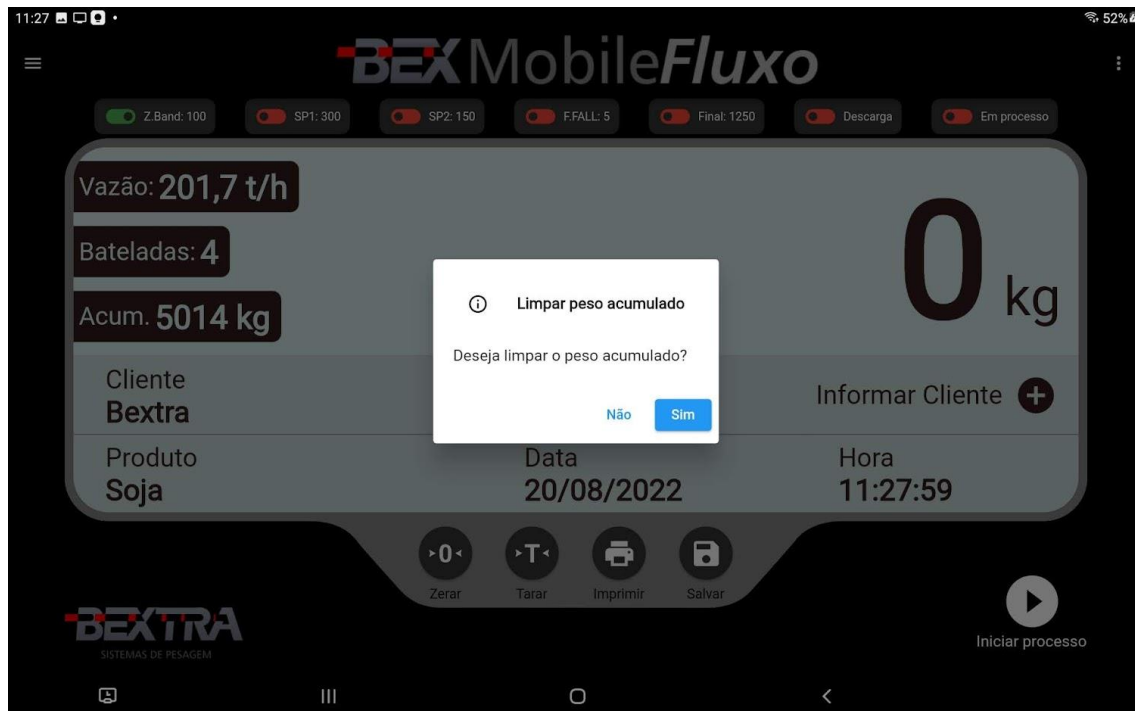 11:27
52%
BEX MobileFluxo
Z.Band: 100
SP1: 300
SP2: 150
F.FALL: 5
Final: 1250
Descarga
Em processo
Vazão: 201,7 t/h
Bateladas: 4
Acum. 5014 kg
0 kg
Limpar peso acumulado
Deseja limpar o peso acumulado?
Não
Sim
Cliente
Bextra
Informar Cliente
Produto
Soja
Data
20/08/2022
Hora
11:27:59
>0<
>T<
Zerar
Tarar
Imprimir
Salvar
BEXTRA
SISTEMAS DE PESAGEM
Iniciar processo